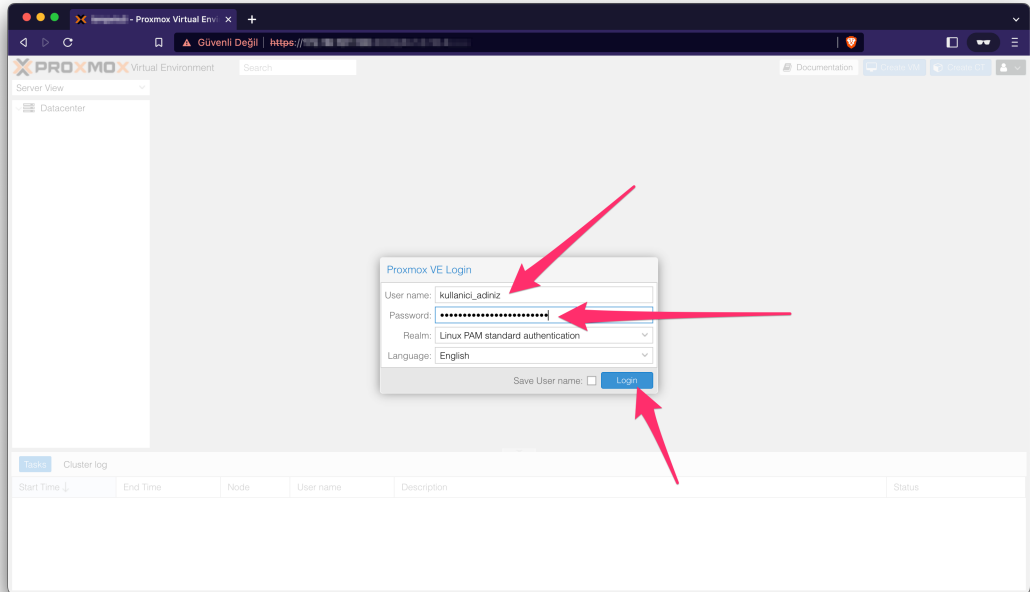 - Proxmox Virtual Envi
Güvenli Değil https://
PROXMOX Virtual Environment Search Documentation Create VM Create CT
Server View
Datacenter
Proxmox VE Login
User name: kullanici_adiniz
Password: ••••••••••••••••••••••••
Realm: Linux PAM standard authentication
Language: English
Save User name: Login
Tasks Cluster log
Start Time ↓ End Time Node User name Description Status